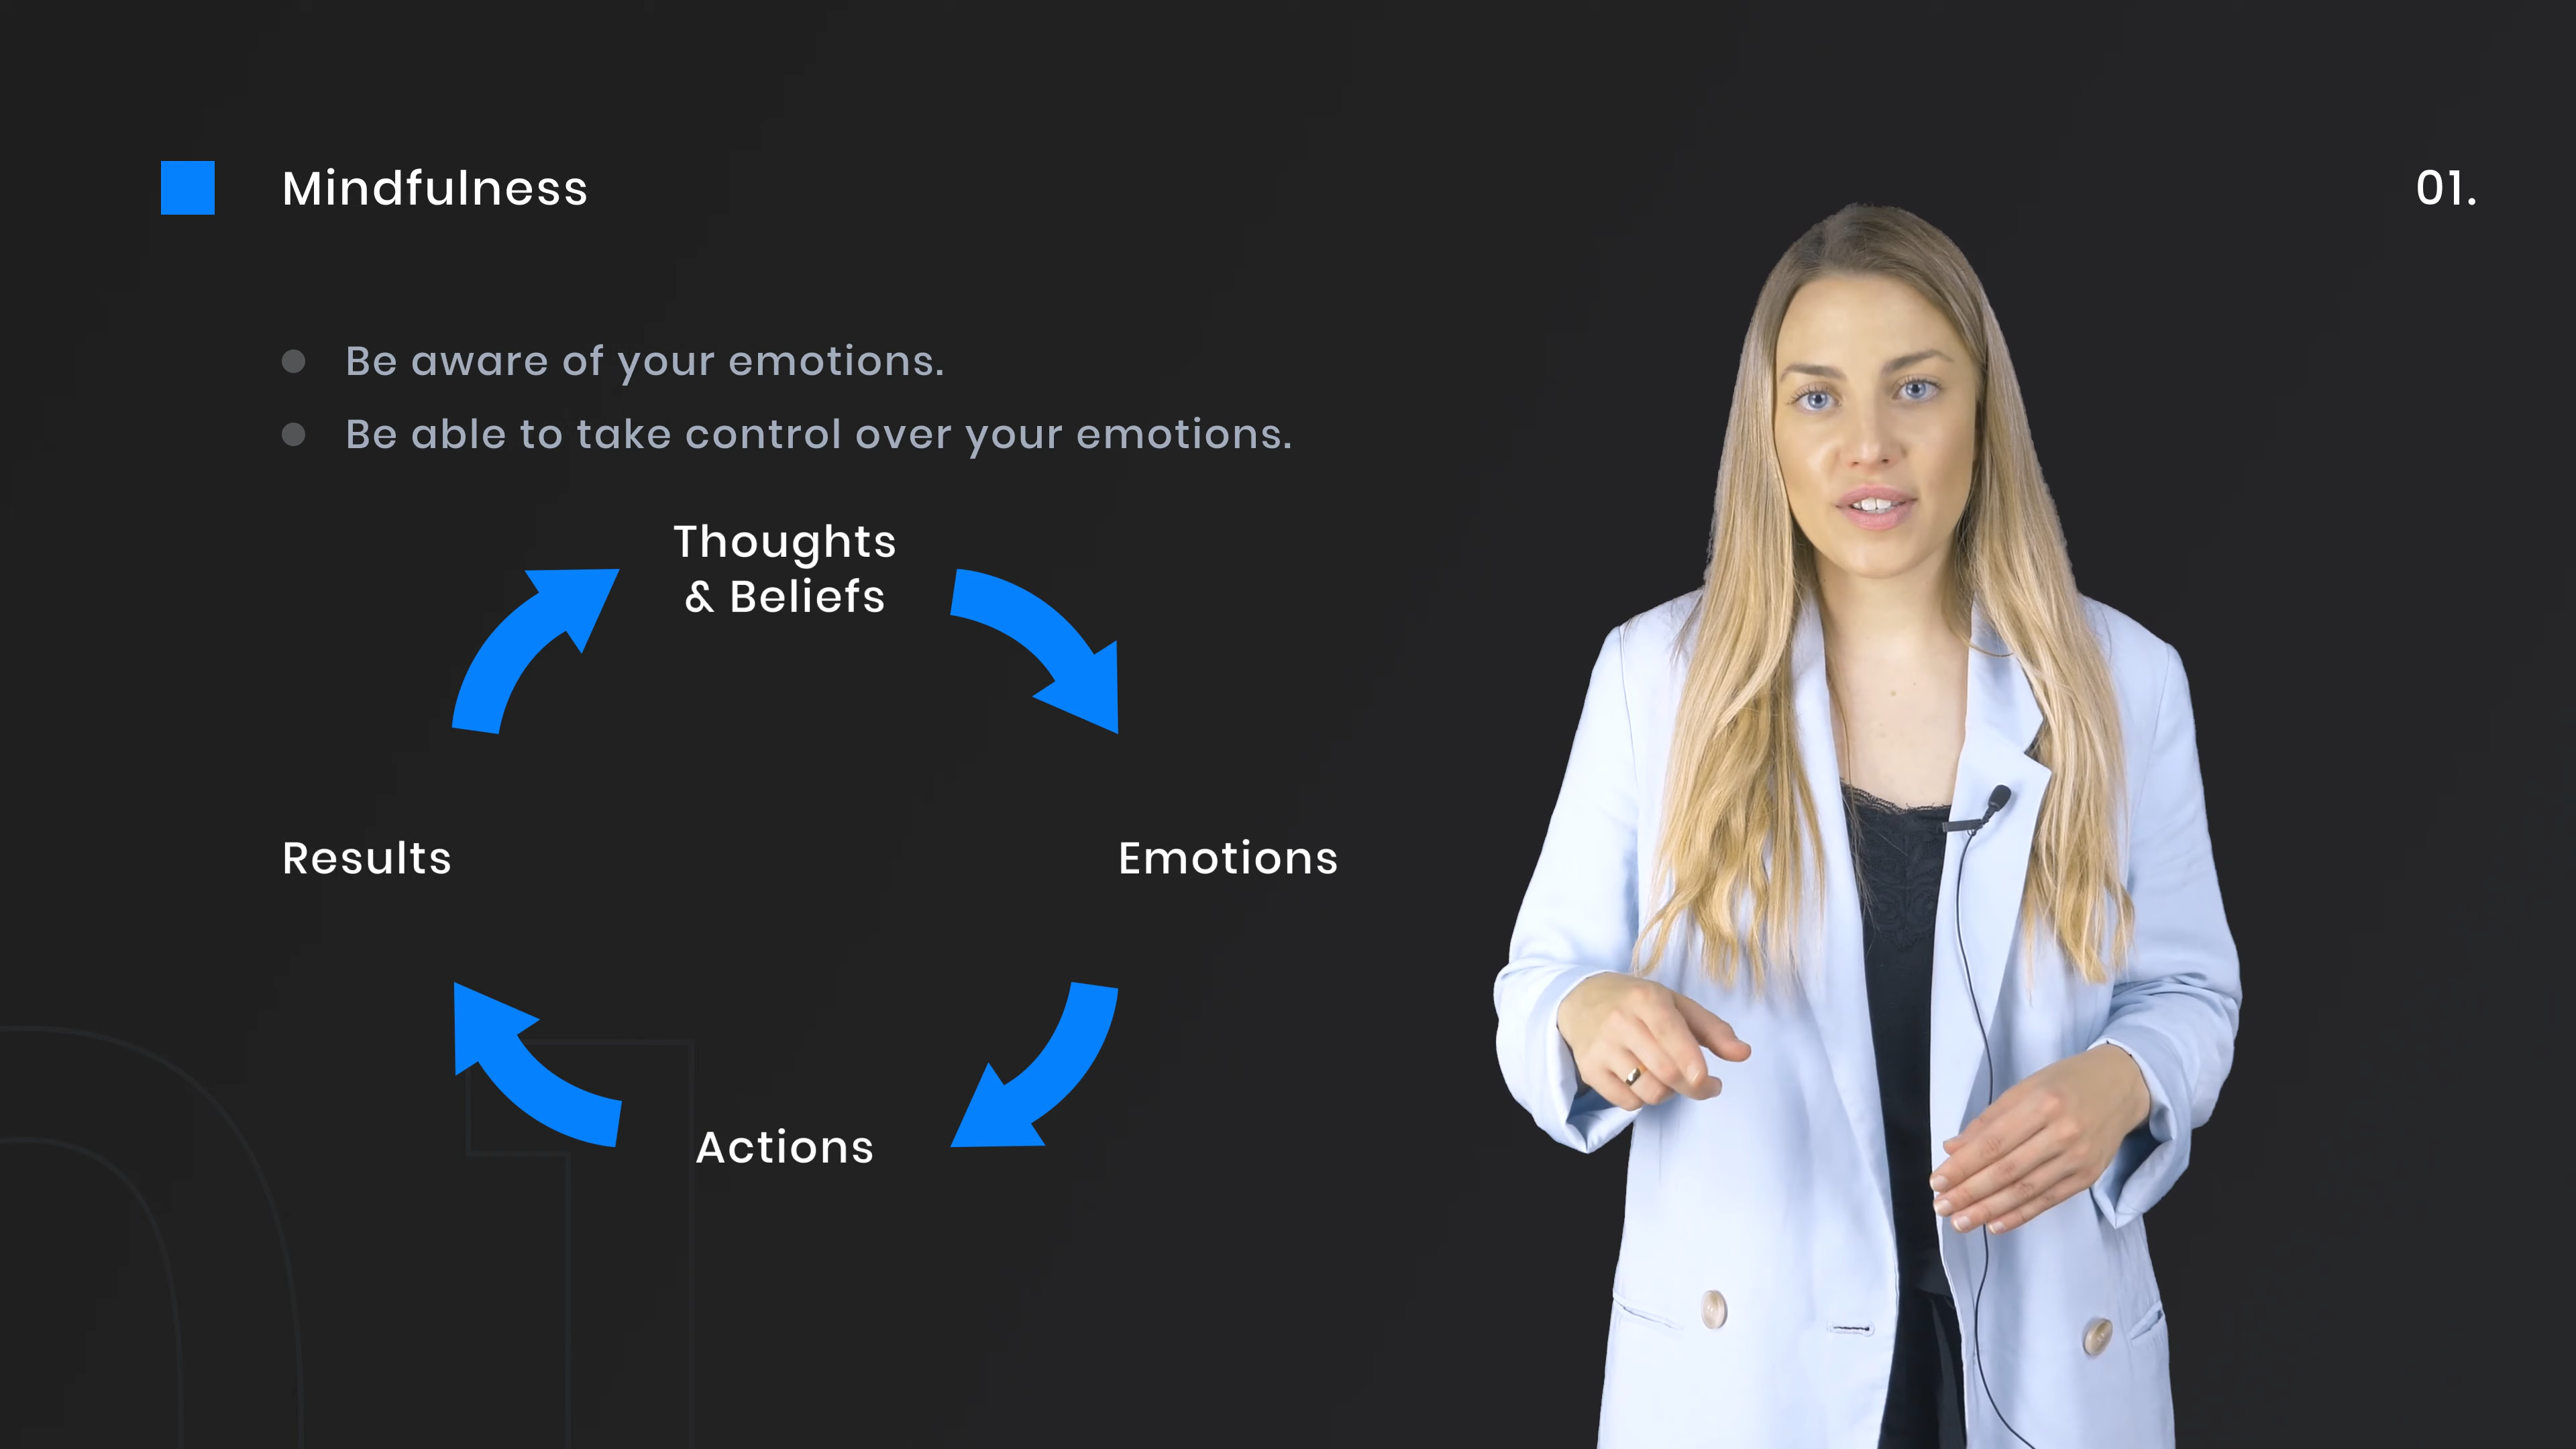 Mindfulness
01.
Be aware of your emotions.
Be able to take control over your emotions.
Thoughts
& Beliefs
Results
Emotions
Actions
01